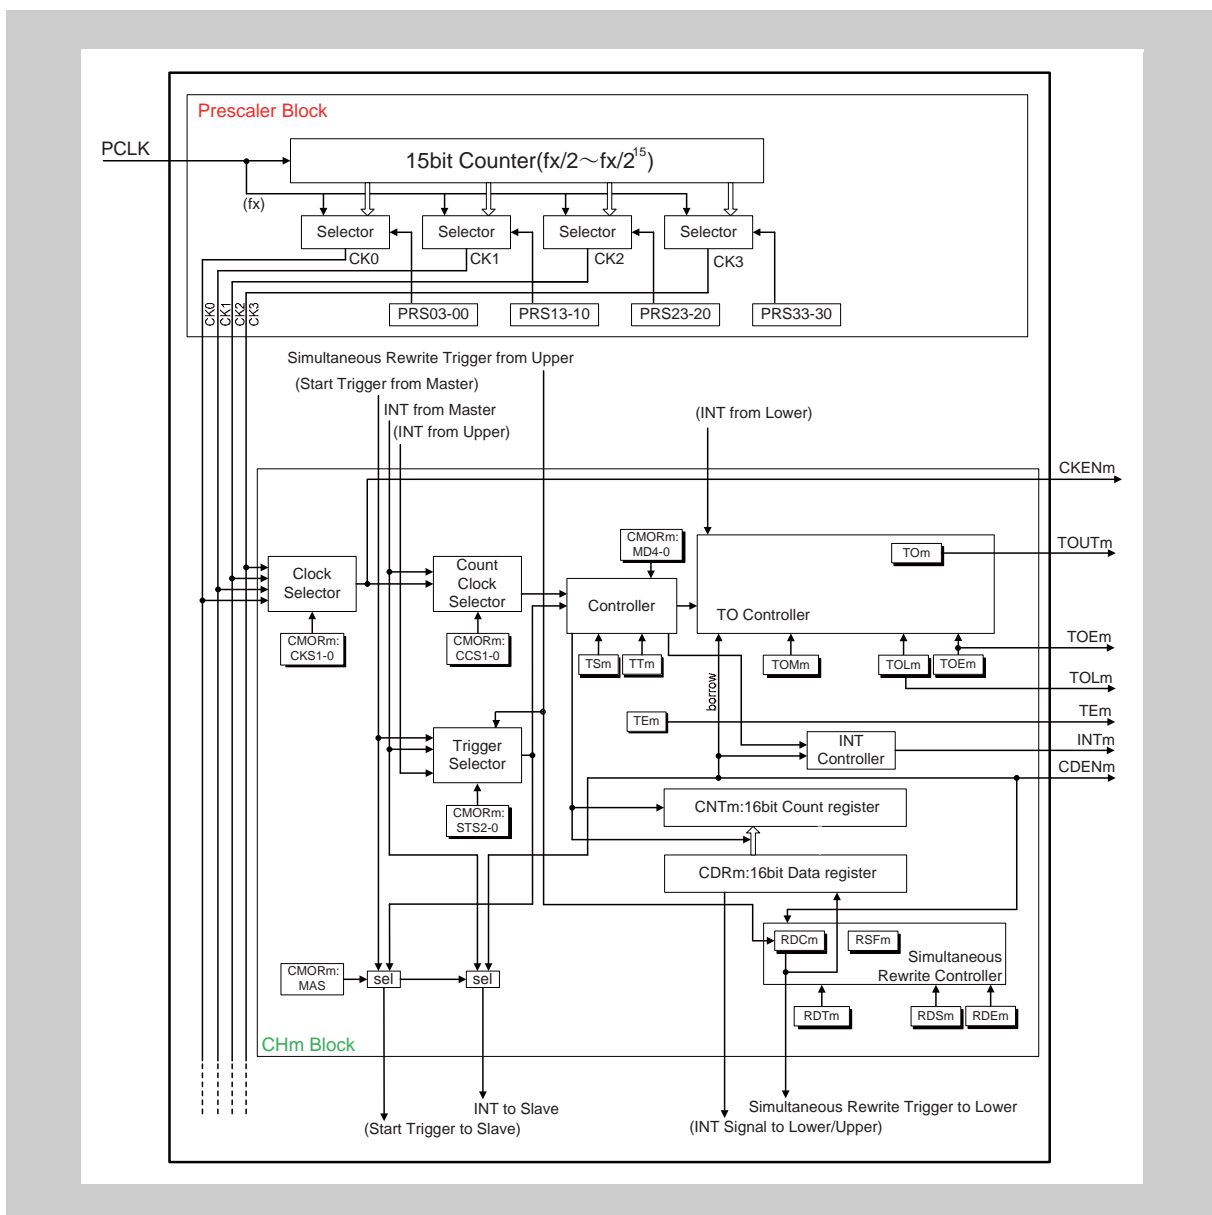 Prescaler Block
PCLK
15bit Counter(fx/2～fx/2¹⁵)
(fx)
Selector
Selector
Selector
Selector
CK0
CK1
CK2
CK3
CK0
CK1
CK2
CK3
PRS03-00
PRS13-10
PRS23-20
PRS33-30
Simultaneous Rewrite Trigger from Upper
(Start Trigger from Master)
INT from Master
(INT from Upper)
(INT from Lower)
CKENm
CMORm:
MD4-0
TOm
TOUTm
Clock
Selector
Count
Clock
Selector
Controller
TO Controller
CMORm:
CKS1-0
CMORm:
CCS1-0
TSm
TTm
TOMm
TOLm
TOEm
TOEm
TOLm
borrow
TEm
TEm
Trigger
Selector
INT
Controller
INTm
CDENm
CMORm:
STS2-0
CNTm:16bit Count register
CDRm:16bit Data register
RDCm
RSFm
Simultaneous
Rewrite Controller
CMORm:
MAS
sel
sel
RDTm
RDSm
RDEm
CHm Block
INT to Slave
(Start Trigger to Slave)
Simultaneous Rewrite Trigger to Lower
(INT Signal to Lower/Upper)